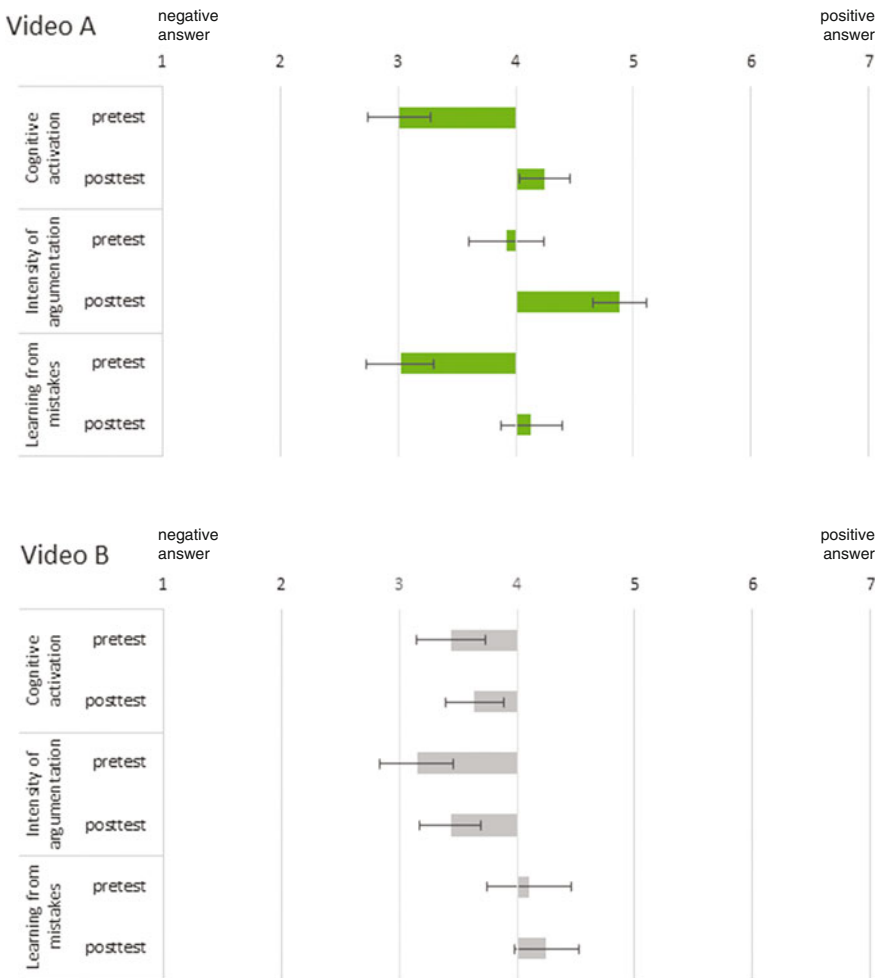 Video A
negative
answer
positive
answer
1 2 3 4 5 6 7
Cognitive
activation
pretest
posttest
Intensity of
argumentation
pretest
posttest
Learning from
mistakes
pretest
posttest
Video B
negative
answer
positive
answer
1 2 3 4 5 6 7
Cognitive
activation
pretest
posttest
Intensity of
argumentation
pretest
posttest
Learning from
mistakes
pretest
posttest